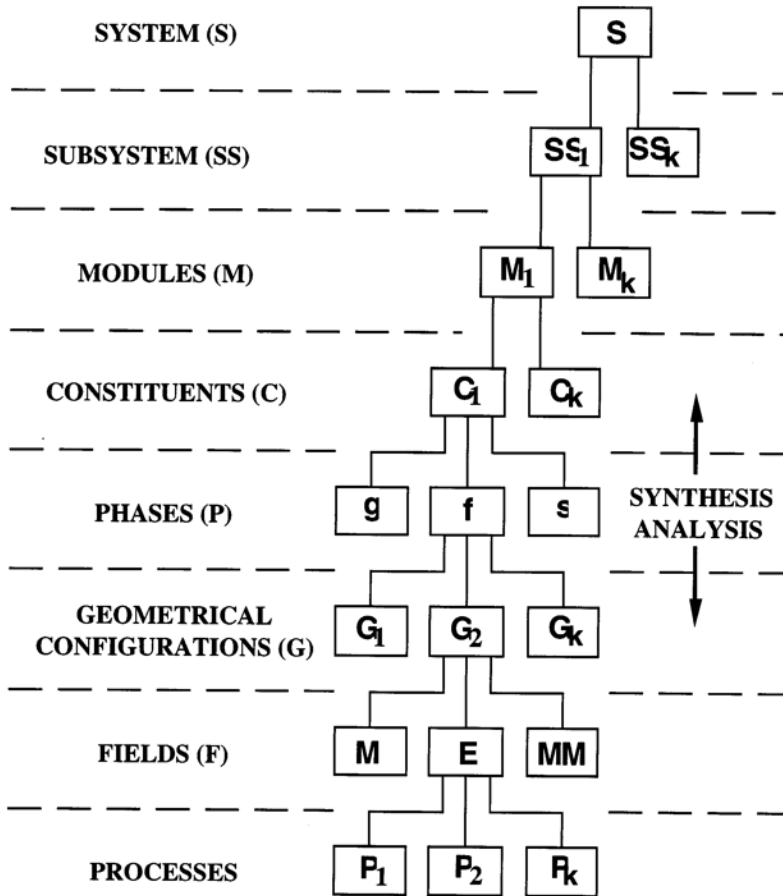 SYSTEM (S)
S
SUBSYSTEM (SS)
SS1
SSk
MODULES (M)
M1
Mk
CONSTITUENTS (C)
C1
Ck
PHASES (P)
g
f
s
SYNTHESIS
ANALYSIS
GEOMETRICAL
CONFIGURATIONS (G)
G1
G2
Gk
FIELDS (F)
M
E
MM
PROCESSES
P1
P2
Pk